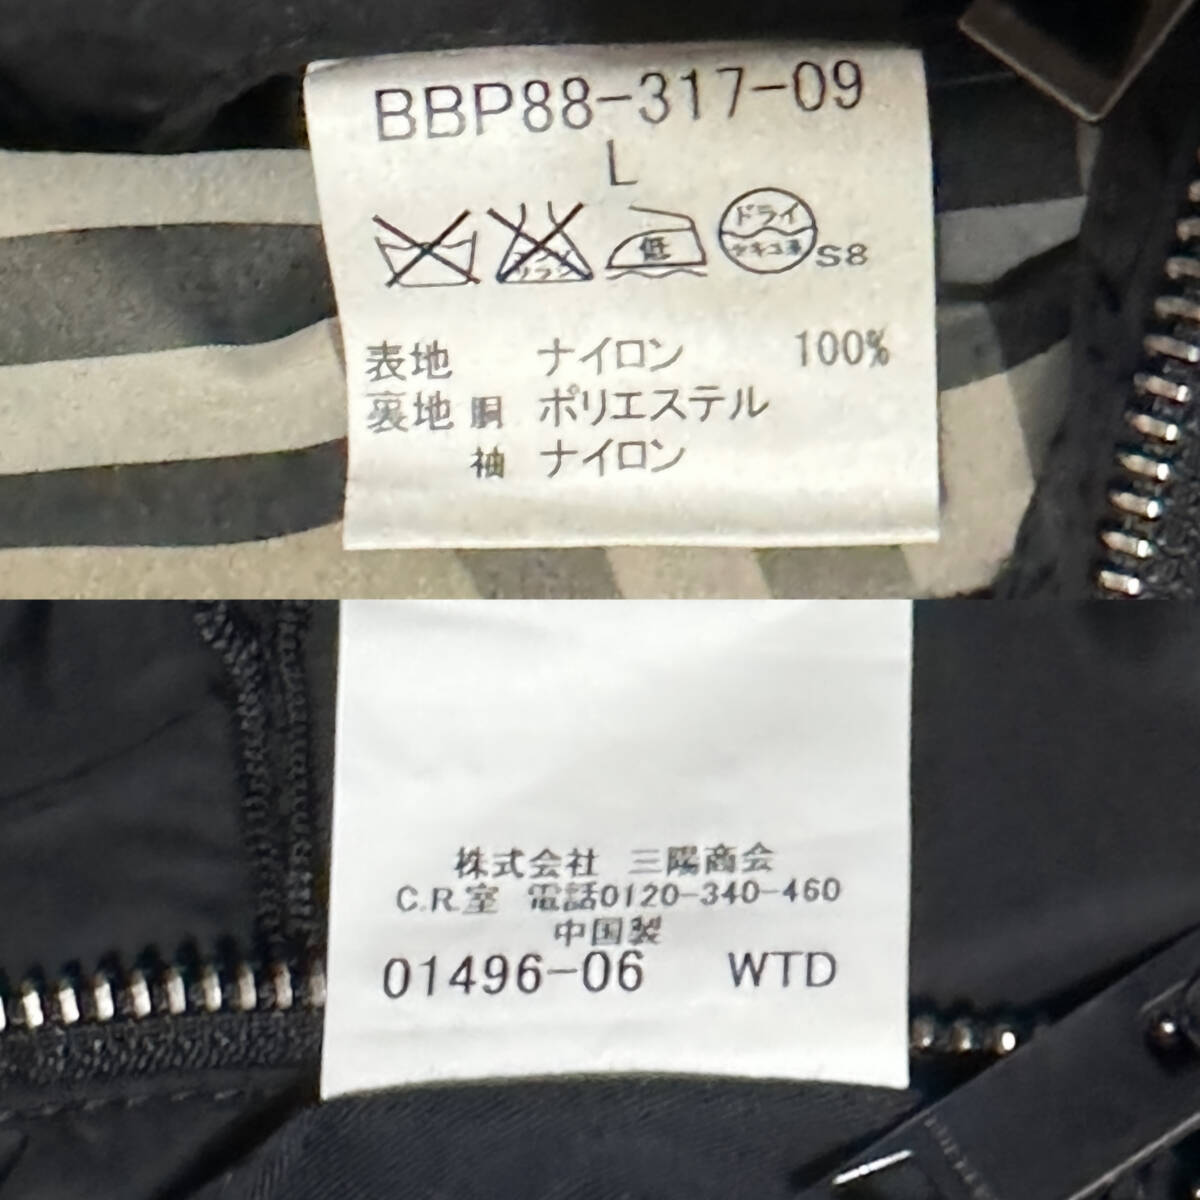 BBP88-317-09
L
低
ドライ
セキユ系
S8
表地 ナイロン 100%
裏地 胴 ポリエステル
袖 ナイロン
株式会社 三陽商会
C.R.室 電話0120-340-460
中国製
01496-06 WTD